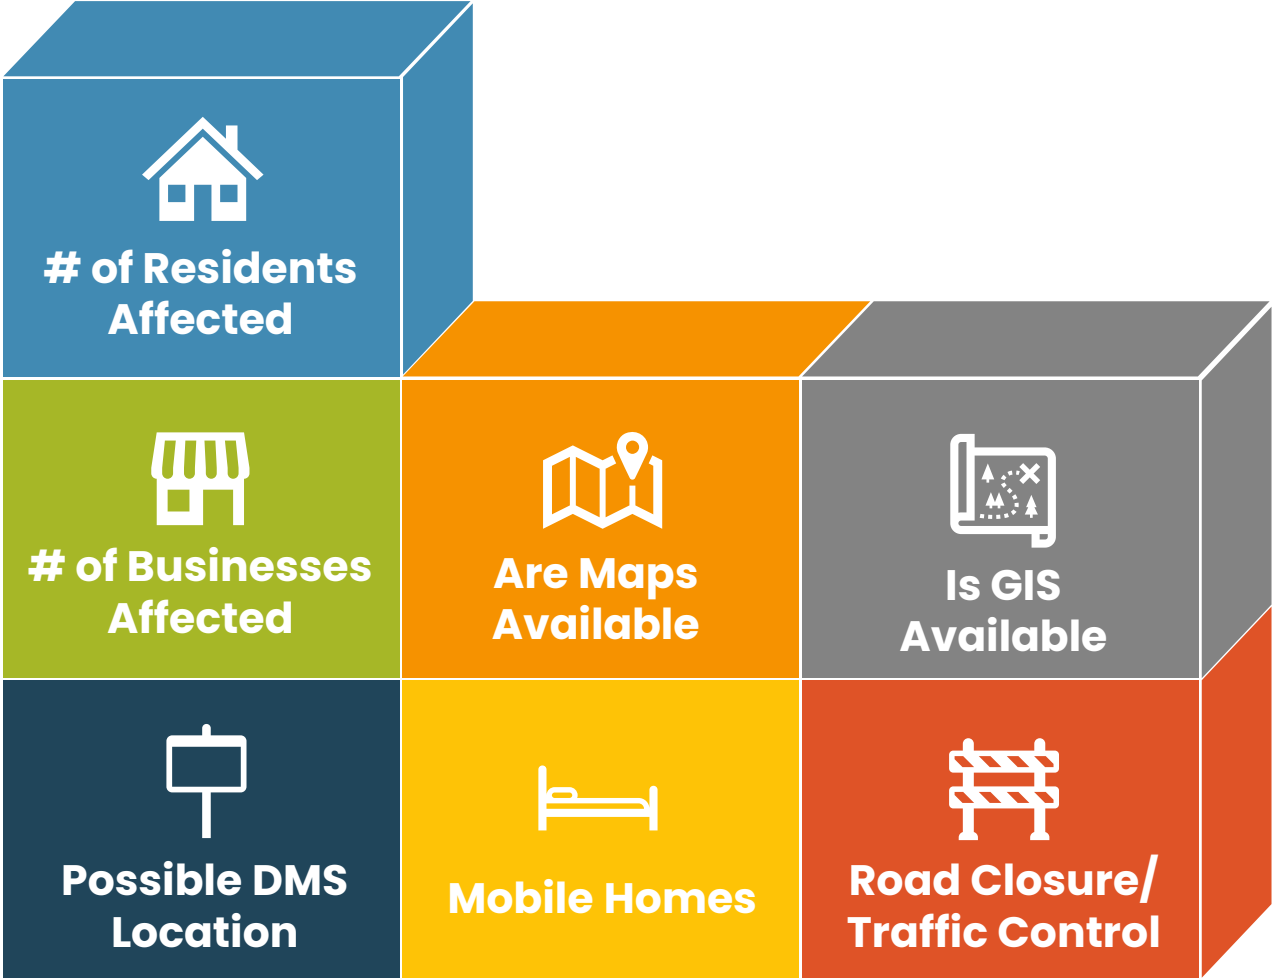 # of Residents
Affected
# of Businesses
Affected
Are Maps
Available
Is GIS
Available
Possible DMS
Location
Mobile Homes
Road Closure/
Traffic Control